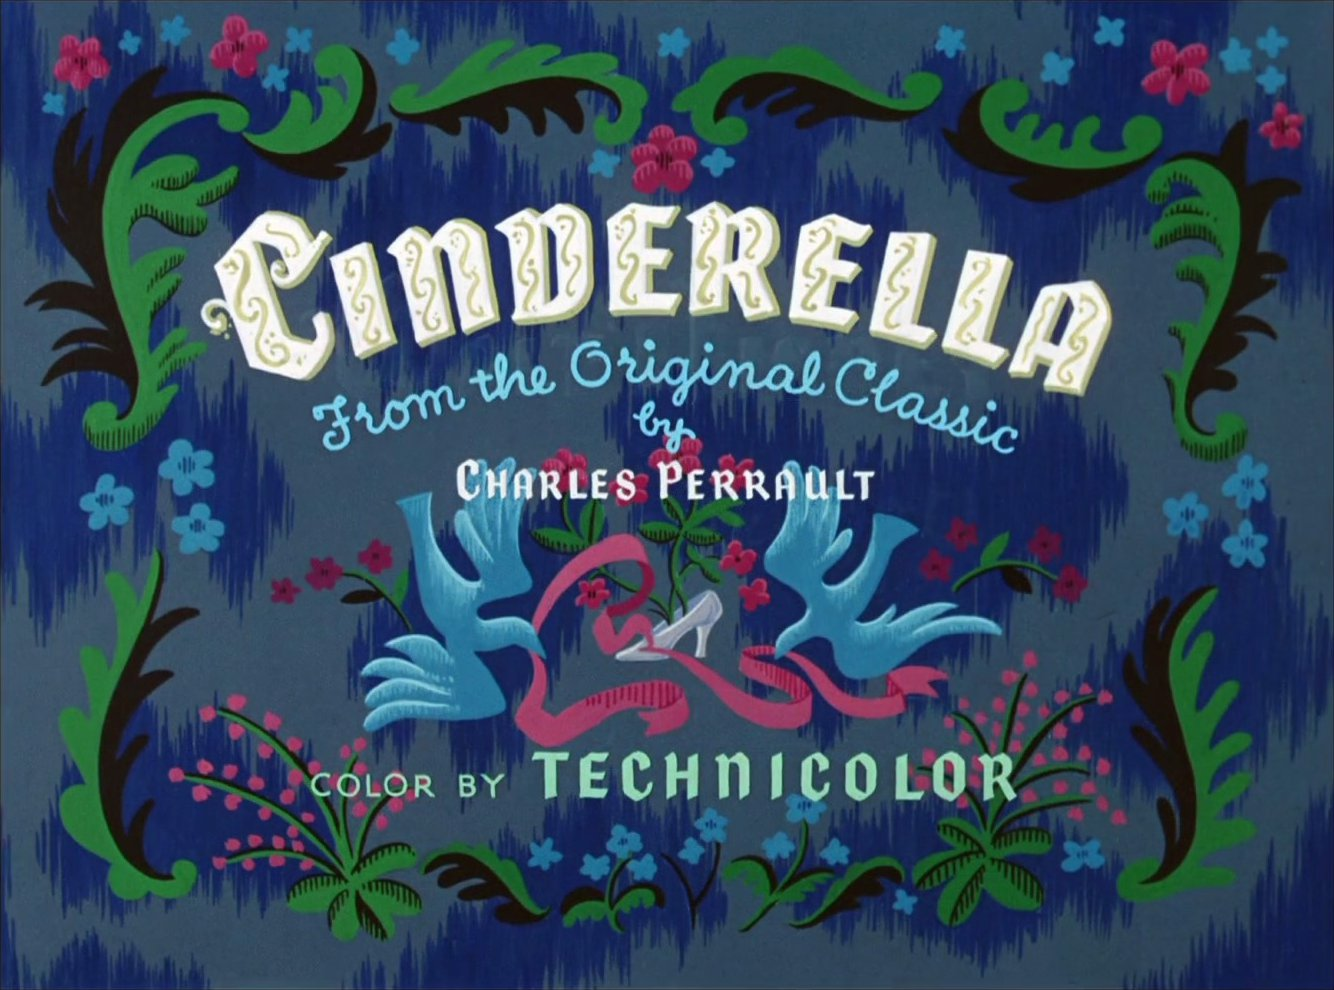 CINDERELLA
From the Original Classic
by
CHARLES PERRAULT
COLOR BY TECHNICOLOR